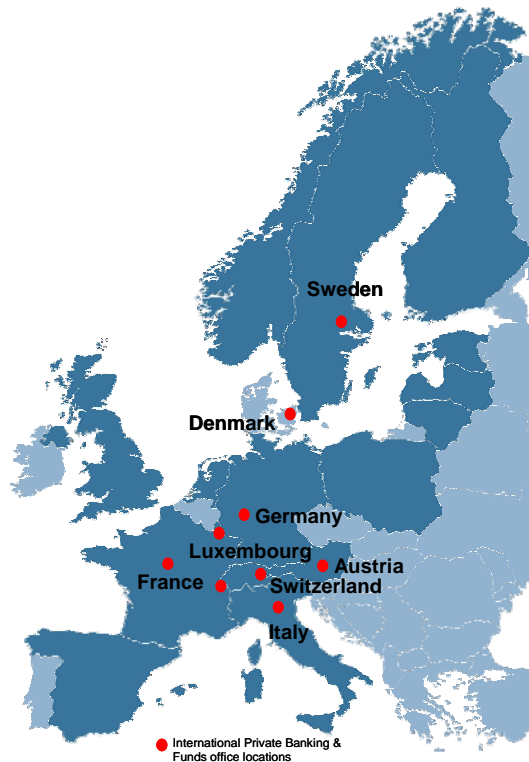 Sweden
Denmark
Germany
Luxembourg
Austria
France
Switzerland
Italy
International Private Banking &
Funds office locations